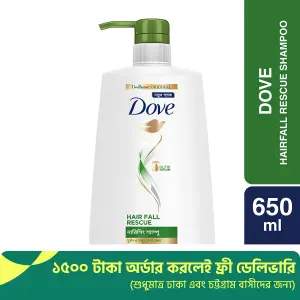 Dove
HAIR FALL
RESCUE
নারিশিং শ্যাম্পু
DOVE
HAIRFALL RESCUE SHAMPOO
650
ml
১৫০০ টাকা অর্ডার করলেই ফ্রী ডেলিভারি
(শুধুমাত্র ঢাকা এবং চট্টগ্রাম বাসীদের জন্য)